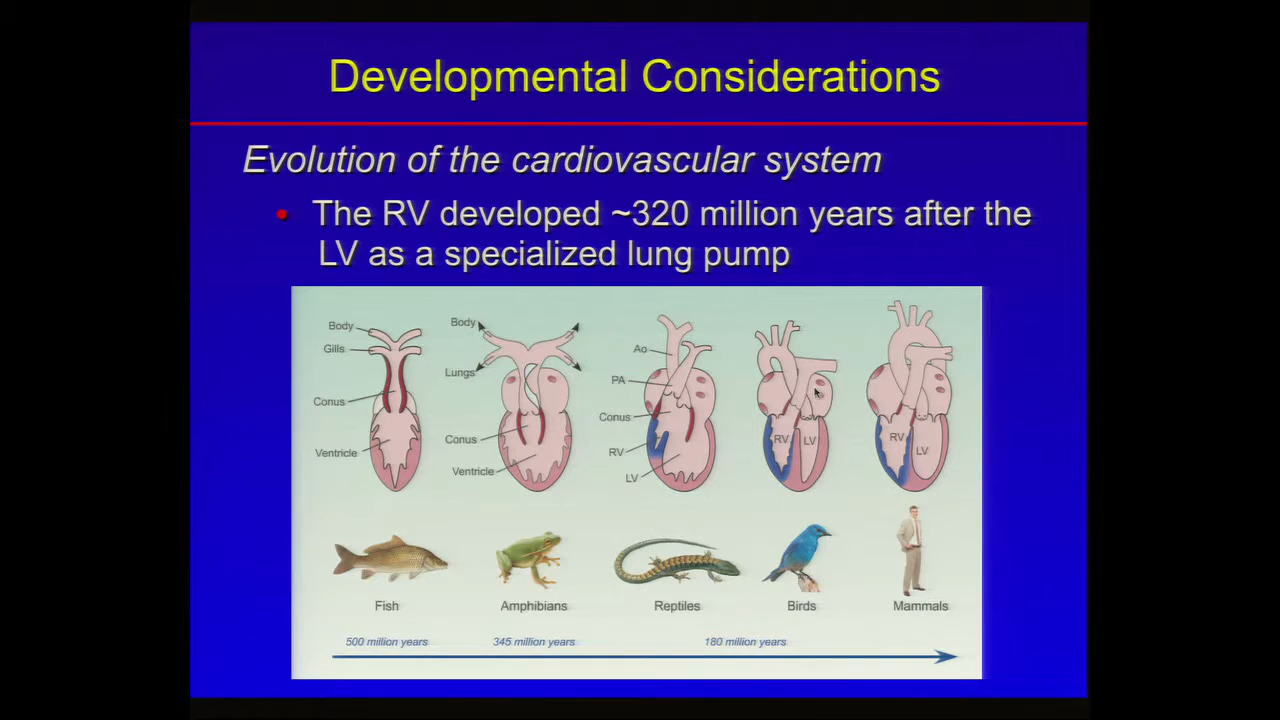 Developmental Considerations
Evolution of the cardiovascular system
• The RV developed ~320 million years after the
LV as a specialized lung pump
Body
Gills
Conus
Ventricle
Body
Lungs
Conus
Ventricle
Ao
PA
Conus
RV
LV
RV
LV
RV
LV
Fish
Amphibians
Reptiles
Birds
Mammals
500 million years
345 million years
180 million years